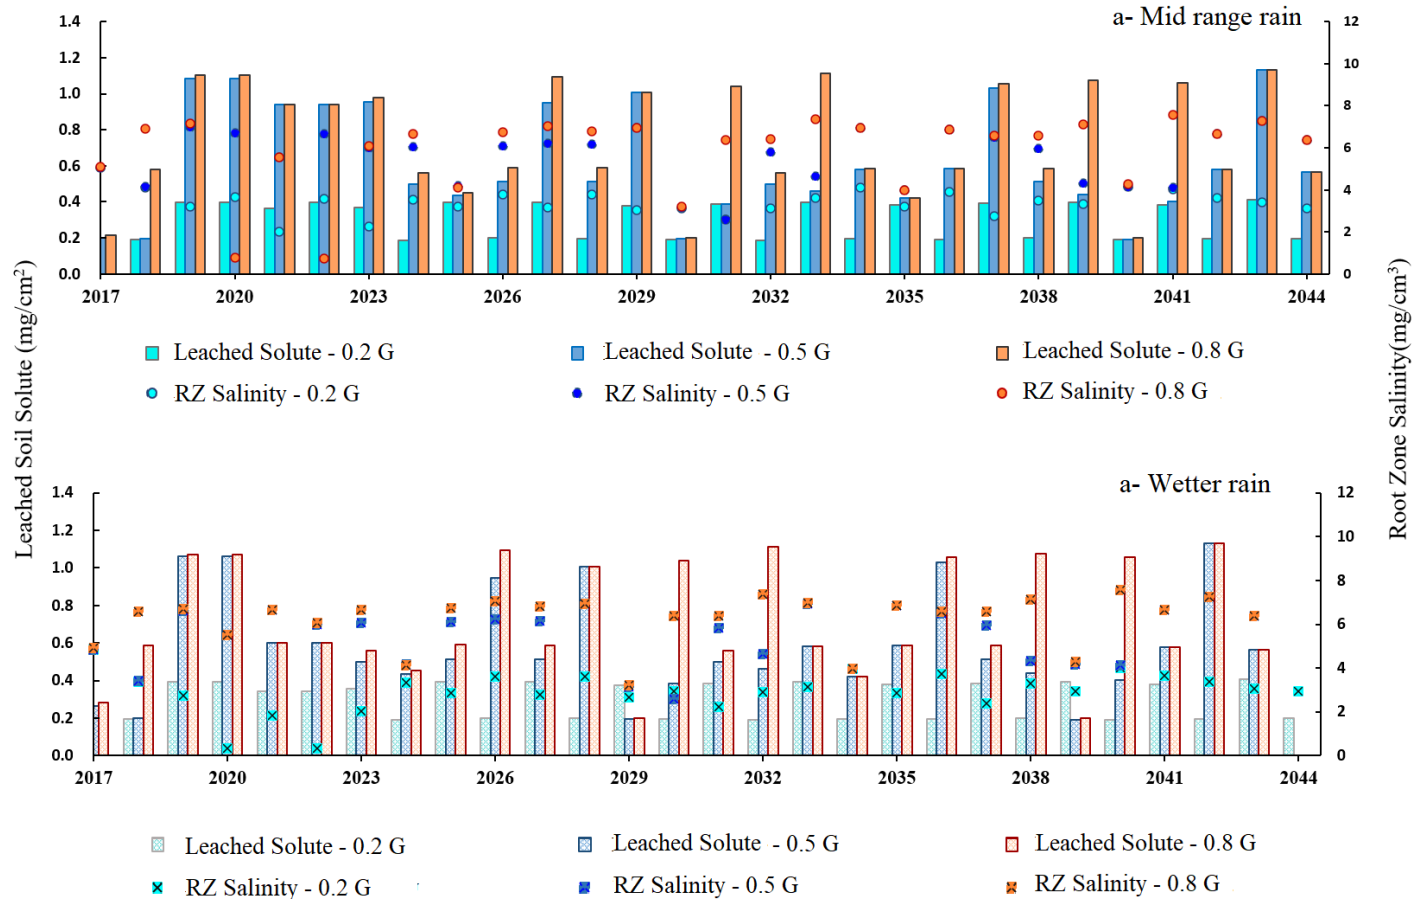 a- Mid range rain
1.4
1.2
1.0
0.8
0.6
0.4
0.2
0.0
12
10
8
6
4
2
0
2017 2020 2023 2026 2029 2032 2035 2038 2041 2044
Leached Solute - 0.2 G
Leached Solute - 0.5 G
Leached Solute - 0.8 G
RZ Salinity - 0.2 G
RZ Salinity - 0.5 G
RZ Salinity - 0.8 G
Leached Soil Solute (mg/cm²)
Root Zone Salinity(mg/cm³)
a- Wetter rain
1.4
1.2
1.0
0.8
0.6
0.4
0.2
0.0
12
10
8
6
4
2
0
2017 2020 2023 2026 2029 2032 2035 2038 2041 2044
Leached Solute - 0.2 G
Leached Solute - 0.5 G
Leached Solute - 0.8 G
RZ Salinity - 0.2 G
RZ Salinity - 0.5 G
RZ Salinity - 0.8 G